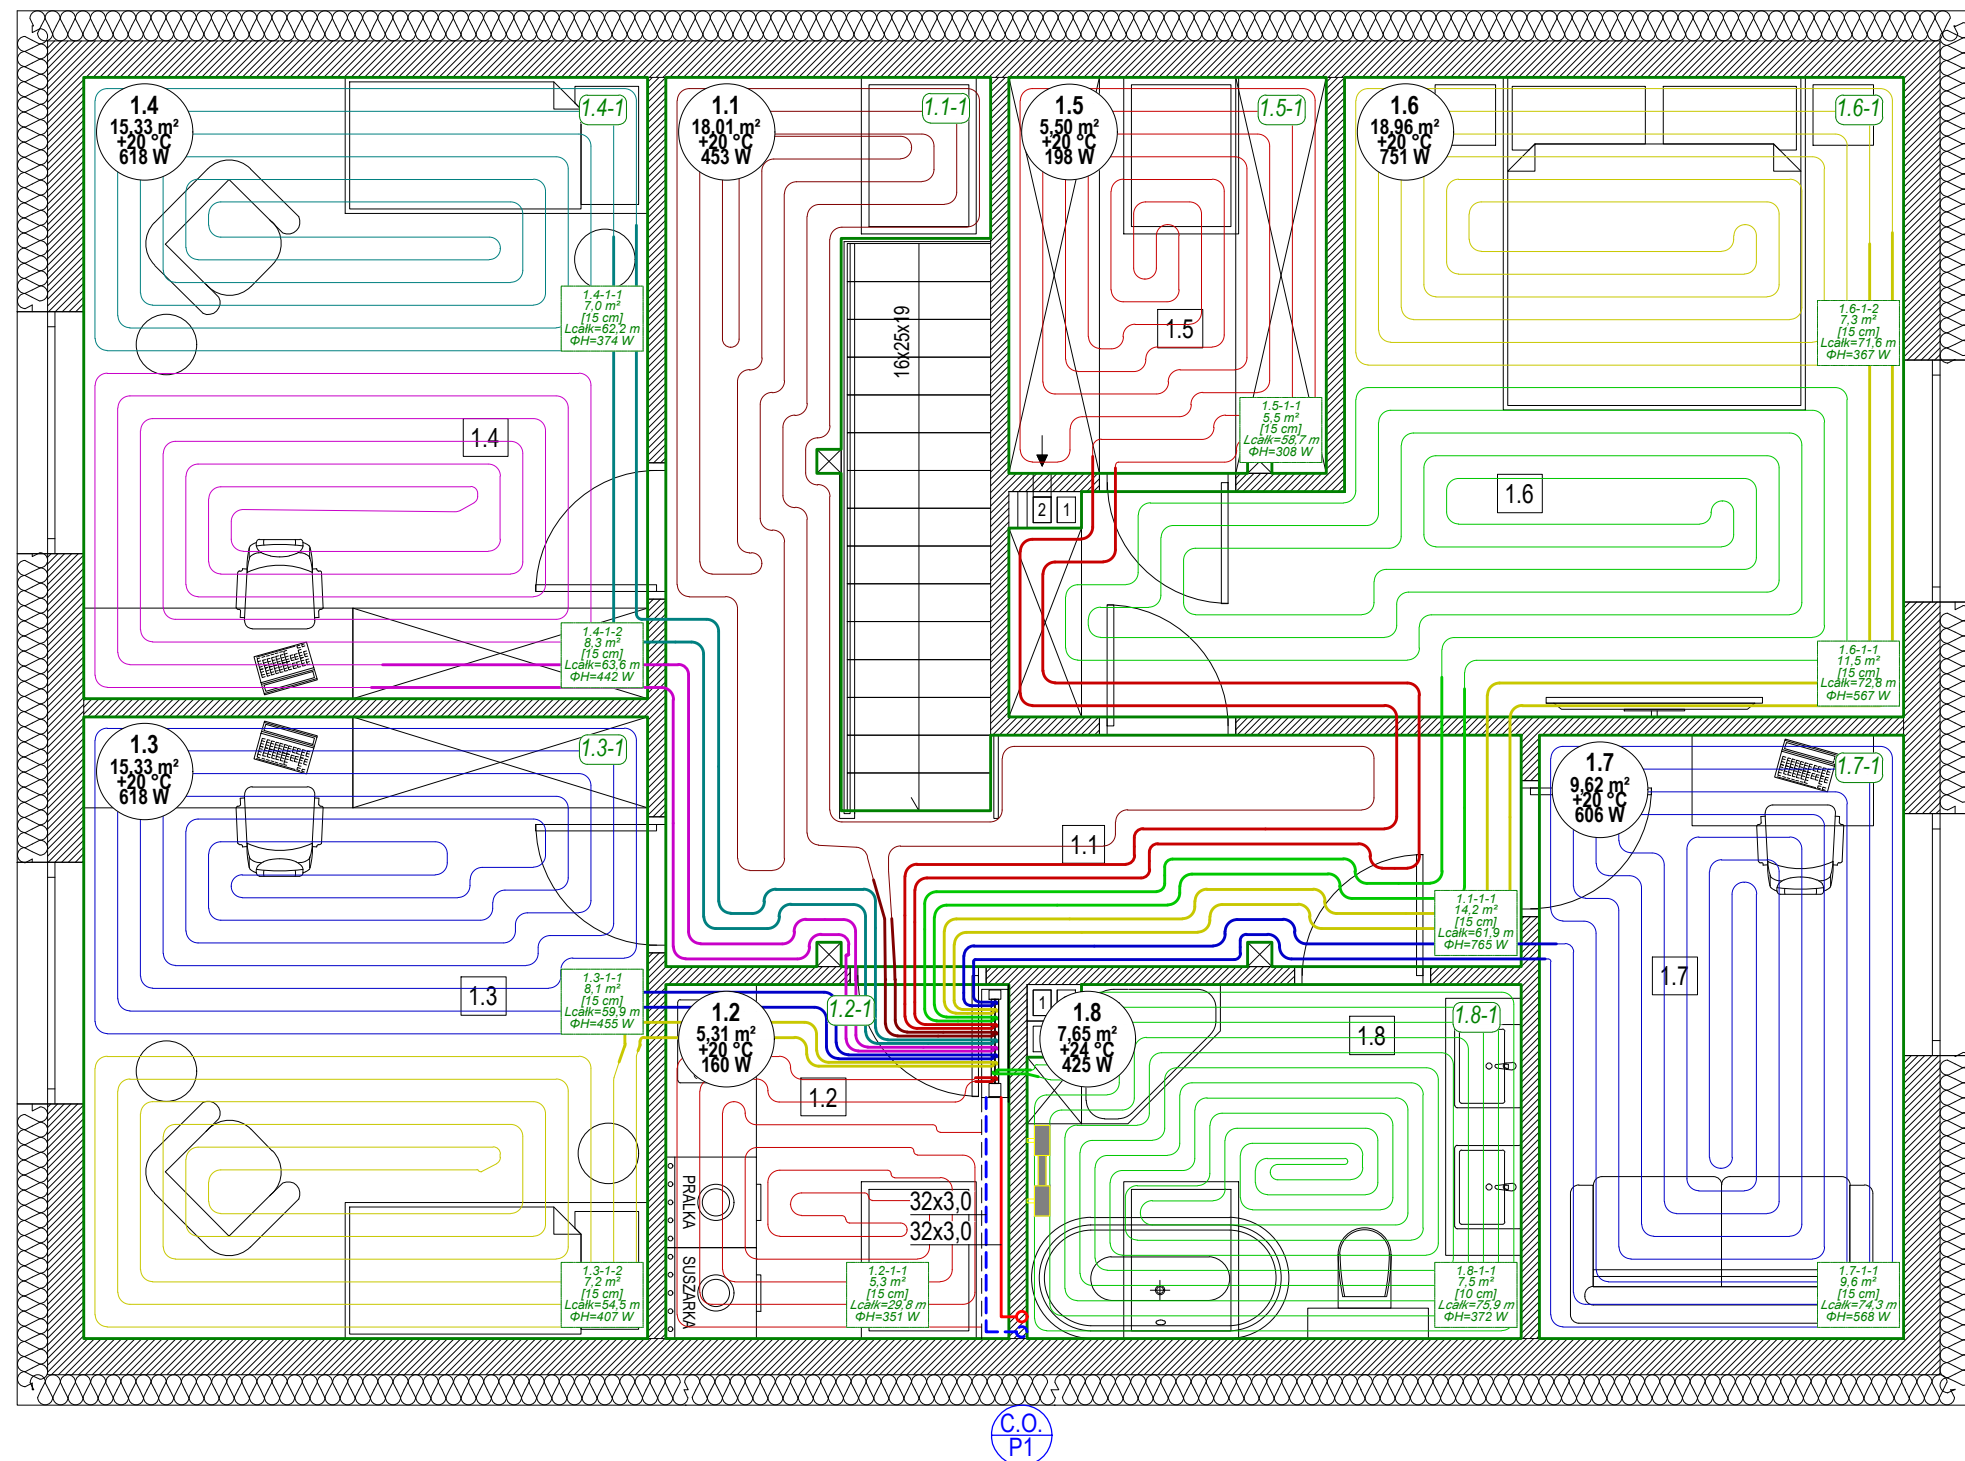 1.4
15,33 m²
+20 °C
618 W
1.4-1
1.1
18,01 m²
+20 °C
453 W
1.1-1
1.5
5,50 m²
+20 °C
198 W
1.5-1
1.6
18,96 m²
+20 °C
751 W
1.6-1
1.4-1-1
7,0 m²
[15 cm]
Lcałk=62,2 m
ΦH=374 W
16x25x19
1.5
1.6-1-2
7,3 m²
[15 cm]
Lcałk=71,6 m
ΦH=367 W
1.4
1.5-1-1
5,5 m²
[15 cm]
Lcałk=58,7 m
ΦH=308 W
2
1
1.6
1.4-1-2
8,3 m²
[15 cm]
Lcałk=63,6 m
ΦH=442 W
1.6-1-1
11,5 m²
[15 cm]
Lcałk=72,8 m
ΦH=567 W
1.3
15,33 m²
+20 °C
618 W
1.3-1
1.1
1.7
9,62 m²
+20 °C
606 W
1.7-1
1.1-1-1
14,2 m²
[15 cm]
Lcałk=61,9 m
ΦH=765 W
1.3
1.3-1-1
8,1 m²
[15 cm]
Lcałk=59,9 m
ΦH=455 W
1.7
1.2
5,31 m²
+20 °C
160 W
1.2-1
1
1.8
7,65 m²
+24 °C
425 W
1.8
1.8-1
1.2
PRALKA
32x3,0
32x3,0
SUSZARKA
1.3-1-2
7,2 m²
[15 cm]
Lcałk=54,5 m
ΦH=407 W
1.2-1-1
5,3 m²
[15 cm]
Lcałk=29,8 m
ΦH=351 W
1.8-1-1
7,5 m²
[10 cm]
Lcałk=75,9 m
ΦH=372 W
1.7-1-1
9,6 m²
[15 cm]
Lcałk=74,3 m
ΦH=568 W
C.O.
P1